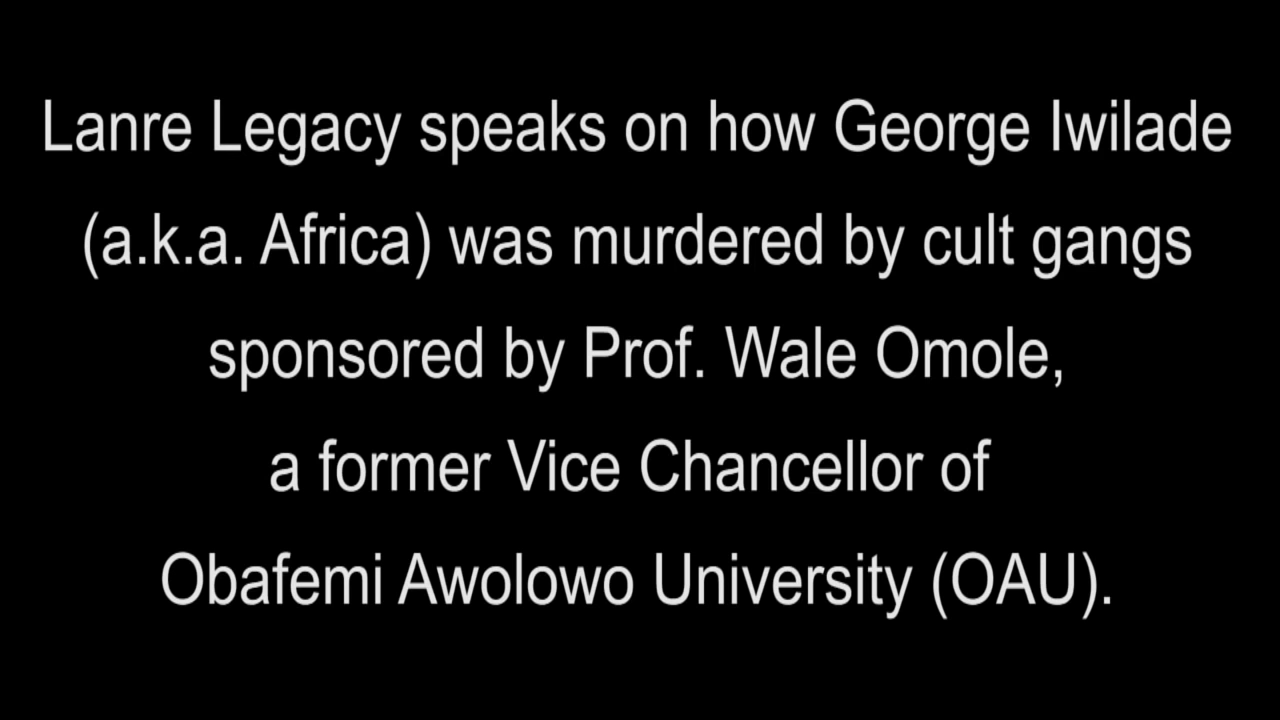 Lanre Legacy speaks on how George Iwilade
(a.k.a. Africa) was murdered by cult gangs
sponsored by Prof. Wale Omole,
a former Vice Chancellor of
Obafemi Awolowo University (OAU).